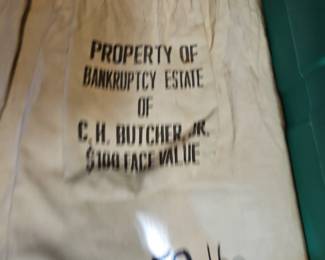 PROPERTY OF
BANKRUPTCY ESTATE
OF
C. H. BUTCHER, JR.
$100 FACE VALUE